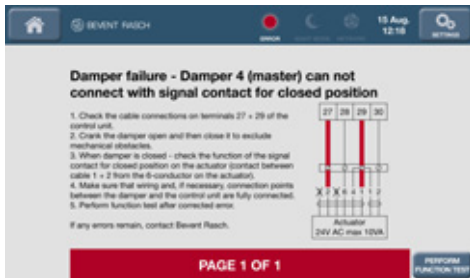 BEVENT RASCH
ERROR
15 Aug.
12:18
SETTINGS
Damper failure - Damper 4 (master) can not
connect with signal contact for closed position
1. Check the cable connections on terminals 27 + 29 of the
control unit.
2. Crank the damper open and then close it to exclude
mechanical obstacles.
3. When damper is closed - check the function of the signal
contact for closed position on the actuator (contact between
cable 1 + 2 from the 6-conductor on the actuator).
4. Make sure that wiring and, if necessary, connection points
between the damper and the control unit are fully connected.
5. Perform function test after corrected error.
If any errors remain, contact Bevent Rasch.
27 28 29 30
Actuator
24V AC max 10VA
PAGE 1 OF 1
PERFORM
FUNCTION TEST